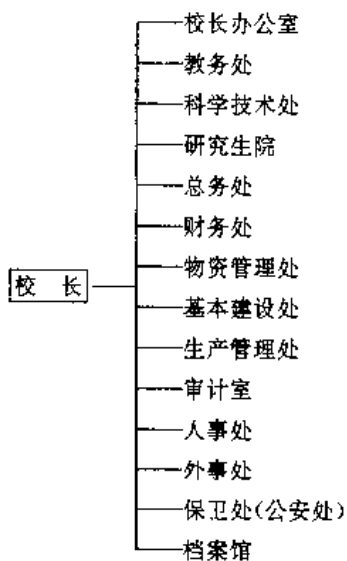 校长办公室
教务处
科学技术处
研究生院
总务处
财务处
校 长
物资管理处
基本建设处
生产管理处
审计室
人事处
外事处
保卫处(公安处)
档案馆